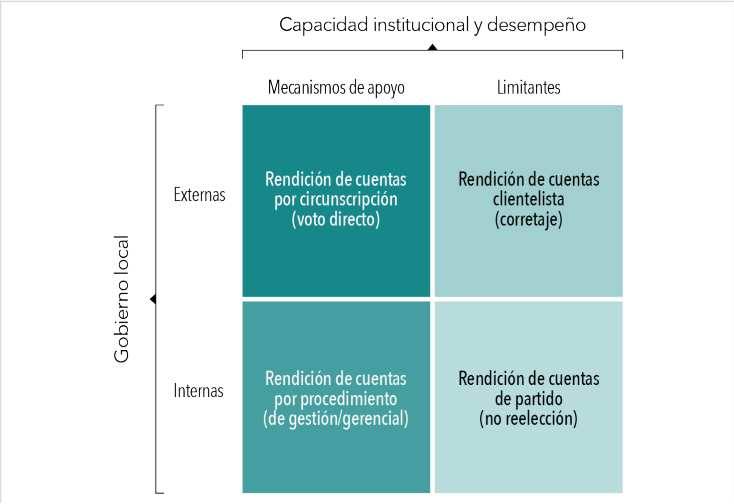 Capacidad institucional y desempeño
Mecanismos de apoyo
Limitantes
Gobierno local
Externas
Rendición de cuentas
por circunscripción
(voto directo)
Rendición de cuentas
clientelista
(corretaje)
Internas
Rendición de cuentas
por procedimiento
(de gestión/gerencial)
Rendición de cuentas
de partido
(no reelección)